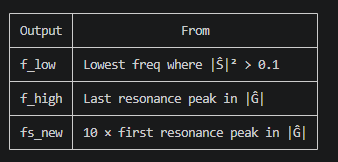 Output From
f_low Lowest freq where |Ŝ|² > 0.1
f_high Last resonance peak in |Ĝ|
fs_new 10 × first resonance peak in |Ĝ|